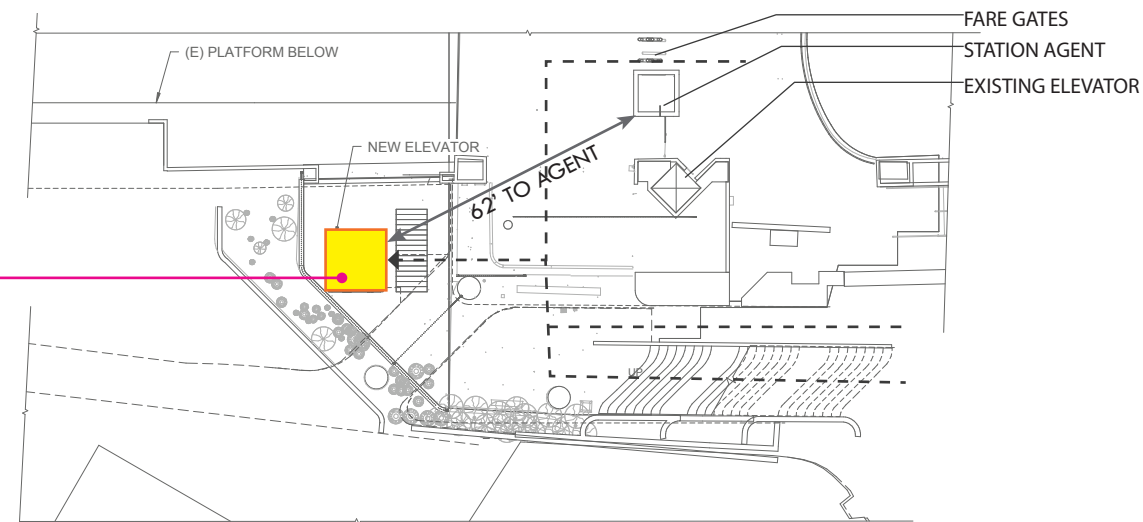 FARE GATES
(E) PLATFORM BELOW
STATION AGENT
EXISTING ELEVATOR
NEW ELEVATOR
62' TO AGENT
UP